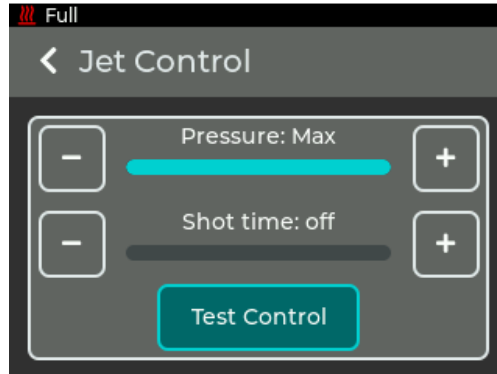 Full
Jet Control
Pressure: Max
Shot time: off
Test Control